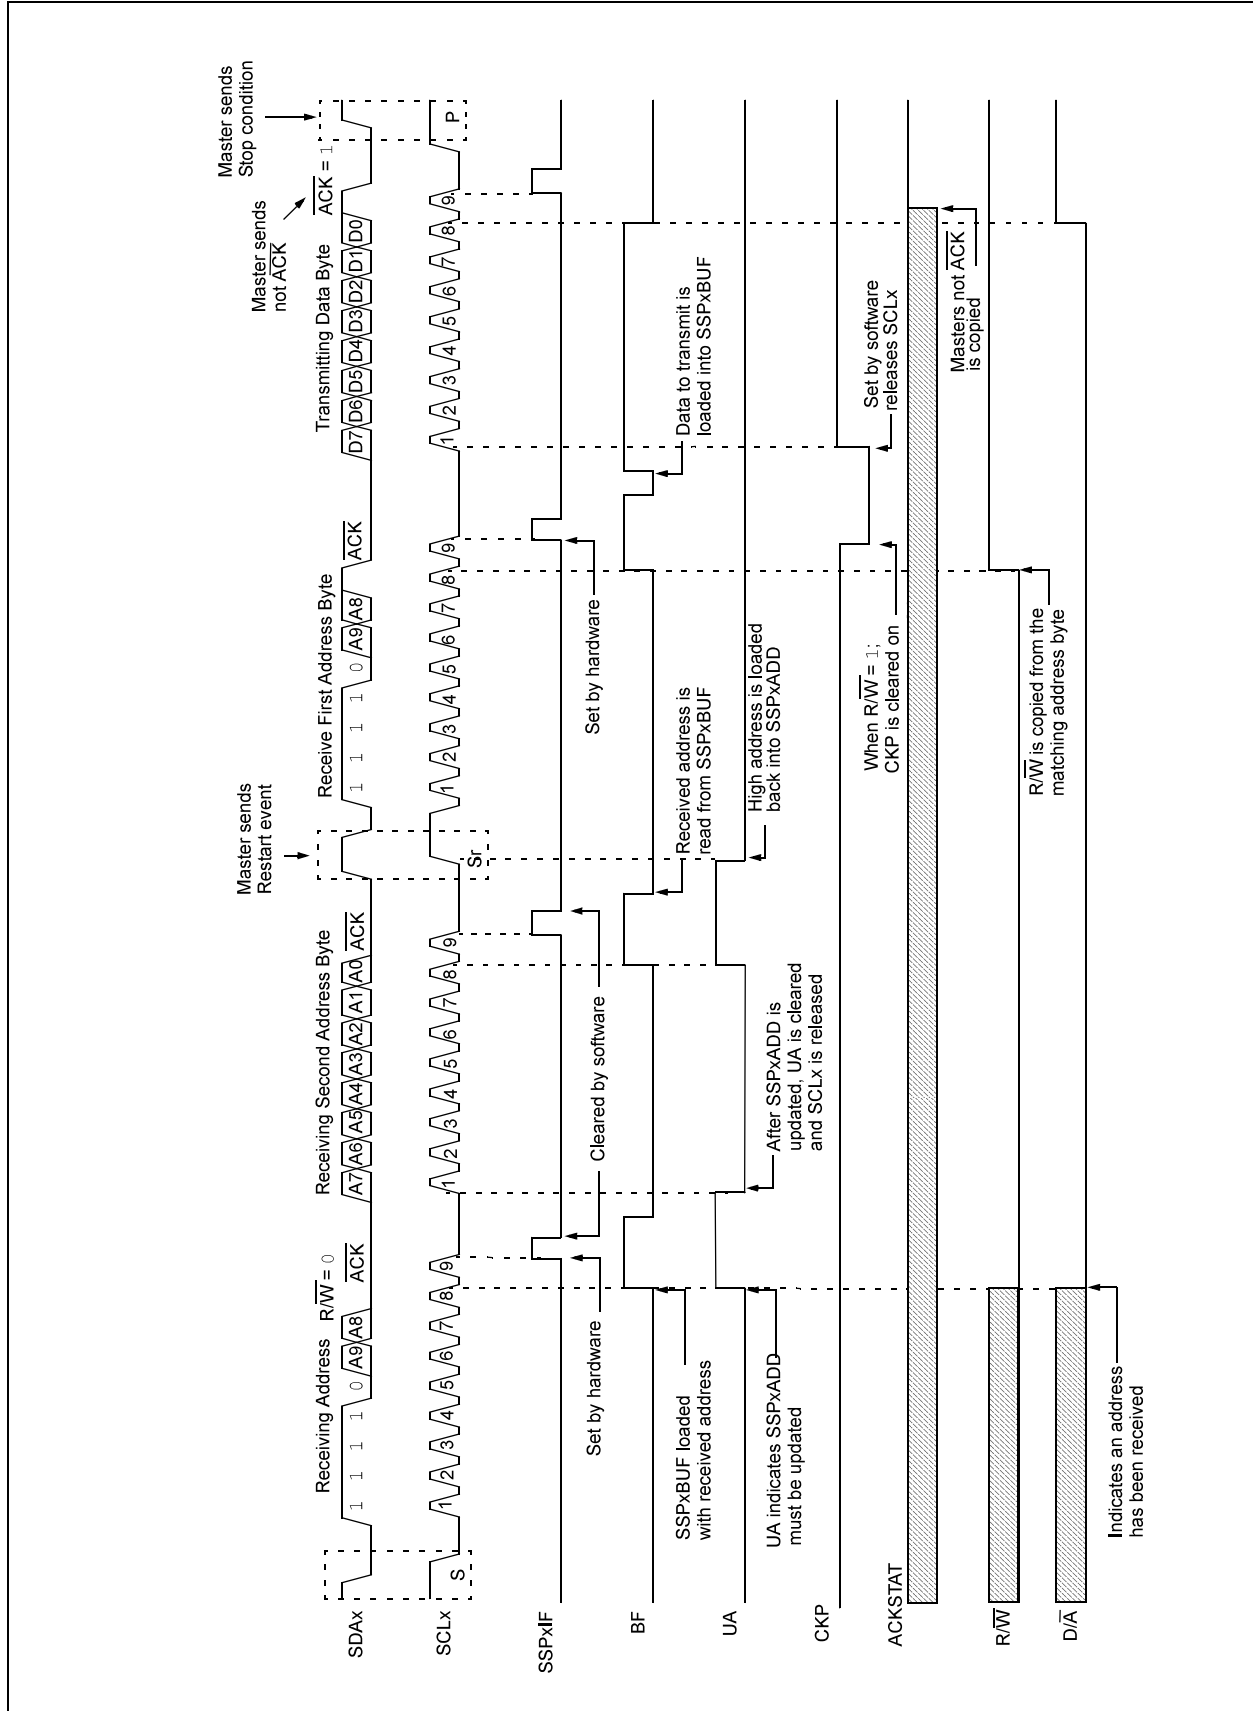 Master sends
Restart event
Master sends
Stop condition
Master sends
not ACK
Receiving Address R/W = 0
Receiving Second Address Byte
Receive First Address Byte
Transmitting Data Byte
ACK = 1
SDAx
1 1 1 1 0 A9 A8 ACK
A7 A6 A5 A4 A3 A2 A1 A0 ACK
1 1 1 1 0 A9 A8 ACK
D7 D6 D5 D4 D3 D2 D1 D0
SCLx
S
1 2 3 4 5 6 7 8 9
1 2 3 4 5 6 7 8 9
Sr
1 2 3 4 5 6 7 8 9
1 2 3 4 5 6 7 8 9
P
SSPxIF
Set by hardware
Cleared by software
Set by hardware
BF
SSPxBUF loaded
with received address
Received address is
read from SSPxBUF
Data to transmit is
loaded into SSPxBUF
UA
UA indicates SSPxADD
must be updated
After SSPxADD is
updated, UA is cleared
and SCLx is released
High address is loaded
back into SSPxADD
CKP
When R/W = 1;
CKP is cleared on
Set by software
releases SCLx
ACKSTAT
Masters not ACK
is copied
R/W
R/W is copied from the
matching address byte
D/A
Indicates an address
has been received